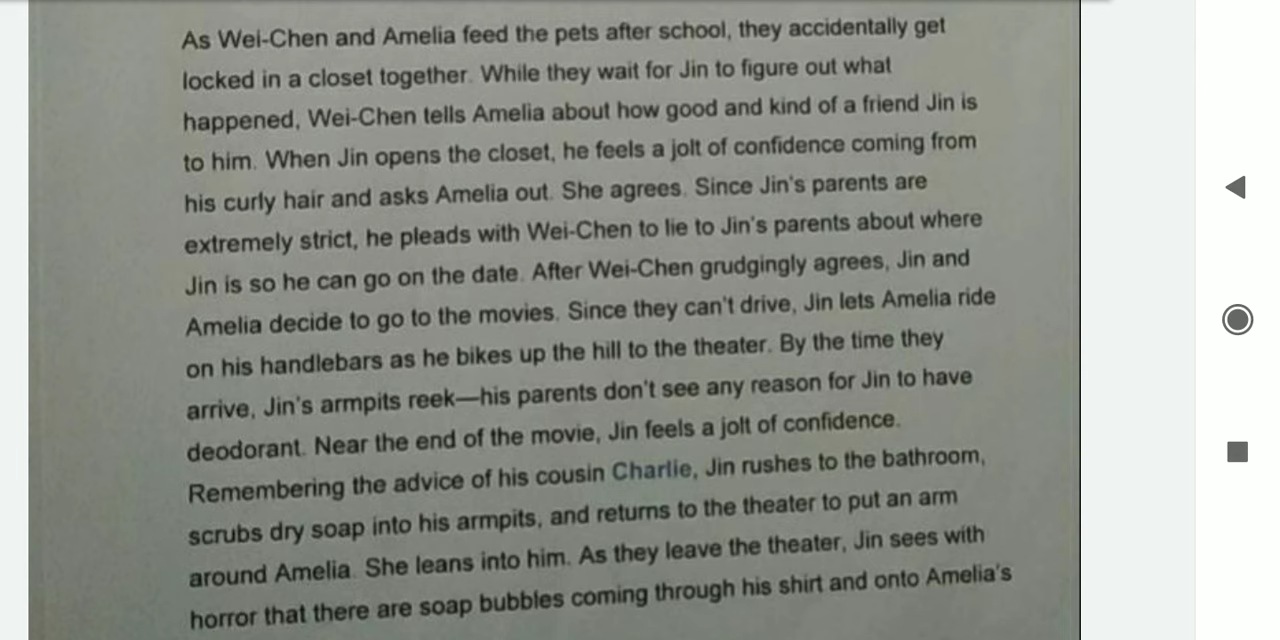 As Wei-Chen and Amelia feed the pets after school, they accidentally get
locked in a closet together. While they wait for Jin to figure out what
happened, Wei-Chen tells Amelia about how good and kind of a friend Jin is
to him. When Jin opens the closet, he feels a jolt of confidence coming from
his curly hair and asks Amelia out. She agrees. Since Jin's parents are
extremely strict, he pleads with Wei-Chen to lie to Jin's parents about where
Jin is so he can go on the date. After Wei-Chen grudgingly agrees, Jin and
Amelia decide to go to the movies. Since they can't drive, Jin lets Amelia ride
on his handlebars as he bikes up the hill to the theater. By the time they
arrive, Jin's armpits reek—his parents don't see any reason for Jin to have
deodorant. Near the end of the movie, Jin feels a jolt of confidence.
Remembering the advice of his cousin Charlie, Jin rushes to the bathroom,
scrubs dry soap into his armpits, and returns to the theater to put an arm
around Amelia. She leans into him. As they leave the theater, Jin sees with
horror that there are soap bubbles coming through his shirt and onto Amelia's